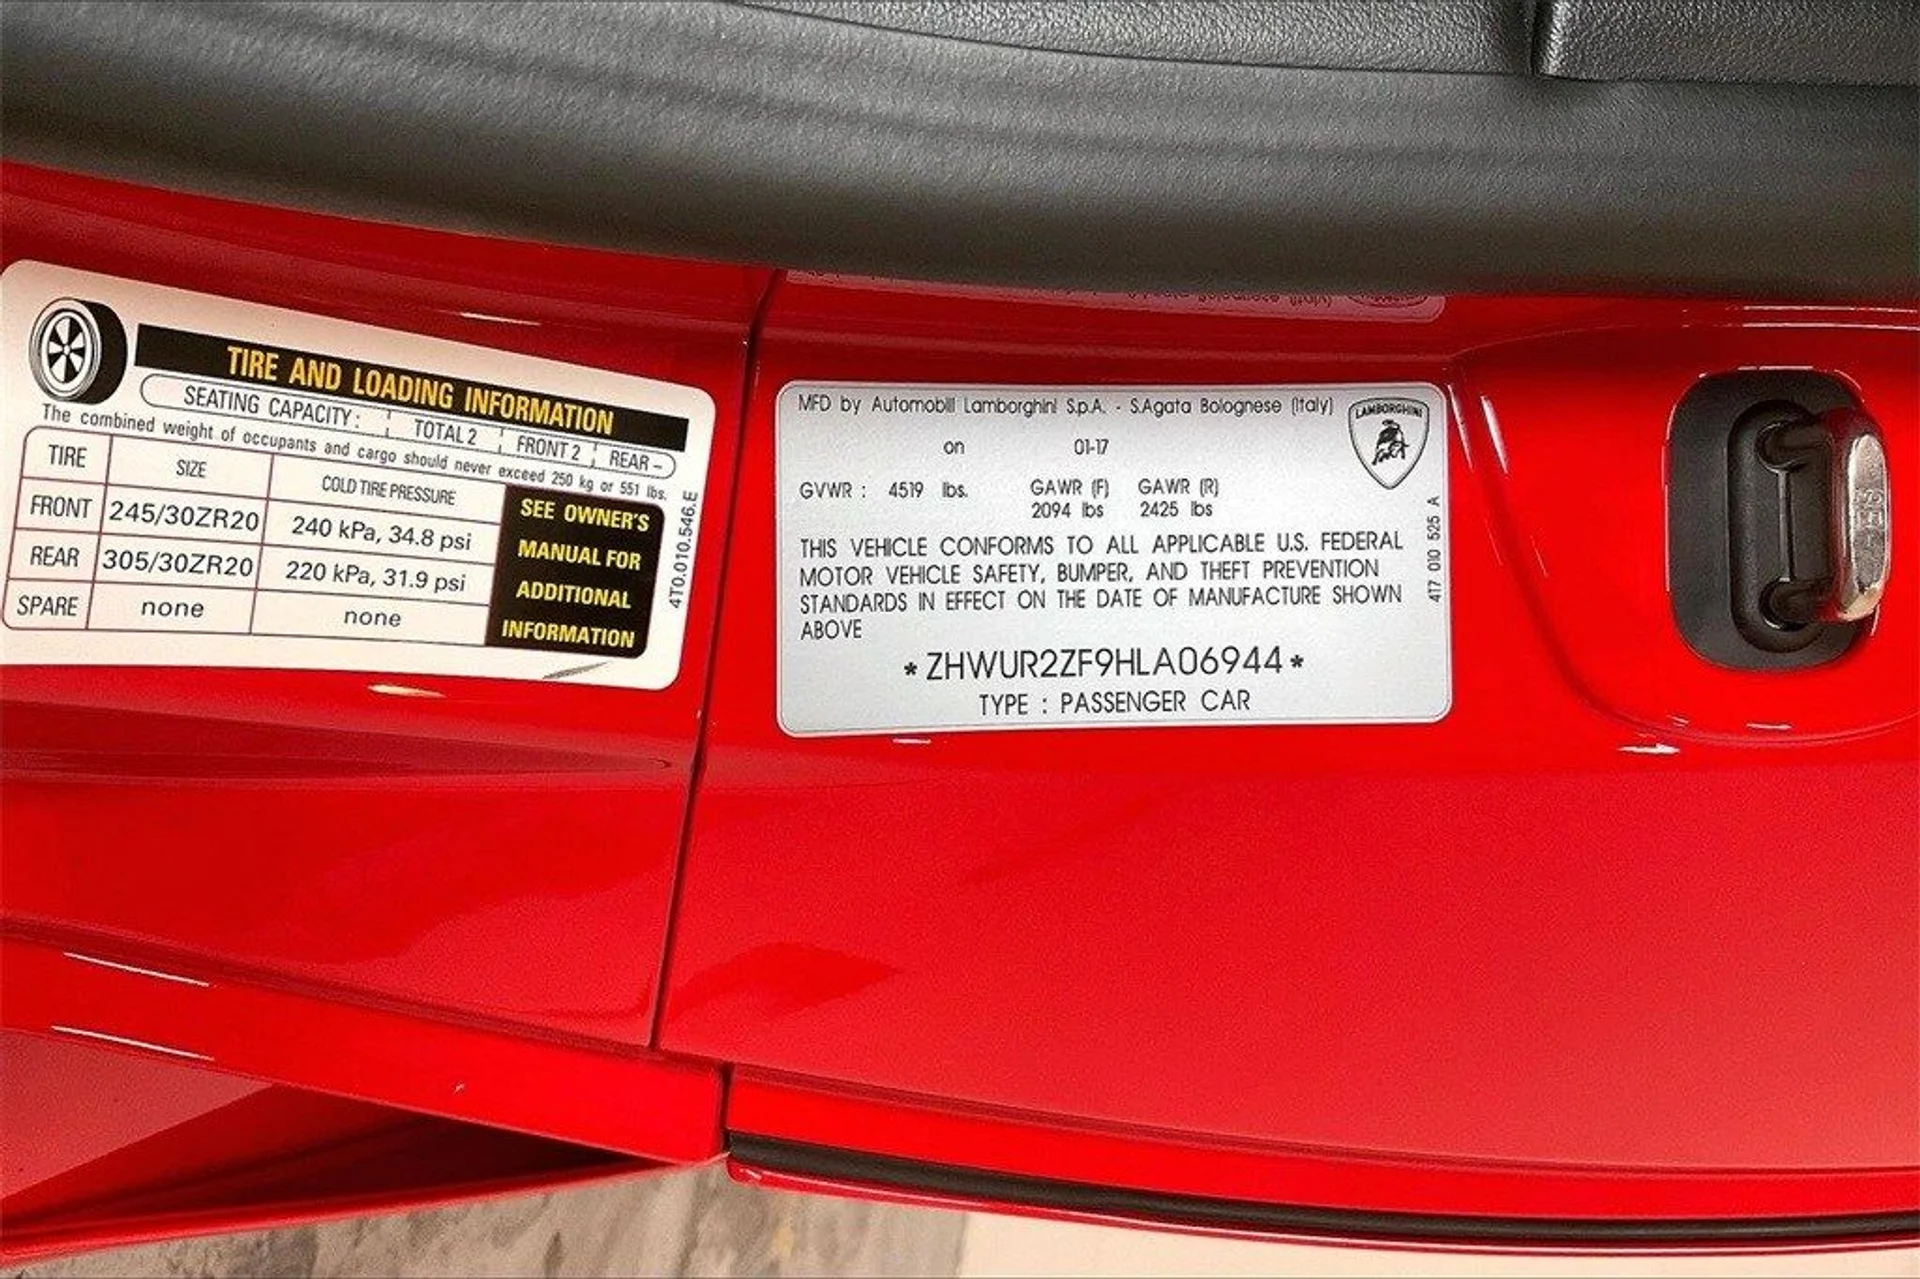 TIRE AND LOADING INFORMATION
SEATING CAPACITY : TOTAL 2 FRONT 2 REAR –
The combined weight of occupants and cargo should never exceed 250 kg or 551 lbs.
TIRE SIZE COLD TIRE PRESSURE
FRONT 245/30ZR20 240 kPa, 34.8 psi
REAR 305/30ZR20 220 kPa, 31.9 psi
SPARE none none
SEE OWNER'S
MANUAL FOR
ADDITIONAL
INFORMATION
4T0.010.546.E
MFD by Automobili Lamborghini S.p.A. - S.Agata Bolognese (Italy)
on 01-17
LAMBORGHINI
GVWR : 4519 lbs. GAWR (F) GAWR (R)
2094 lbs 2425 lbs
THIS VEHICLE CONFORMS TO ALL APPLICABLE U.S. FEDERAL
MOTOR VEHICLE SAFETY, BUMPER, AND THEFT PREVENTION
STANDARDS IN EFFECT ON THE DATE OF MANUFACTURE SHOWN
ABOVE
*ZHWUR2ZF9HLA06944*
TYPE : PASSENGER CAR
4T7 010 525 A